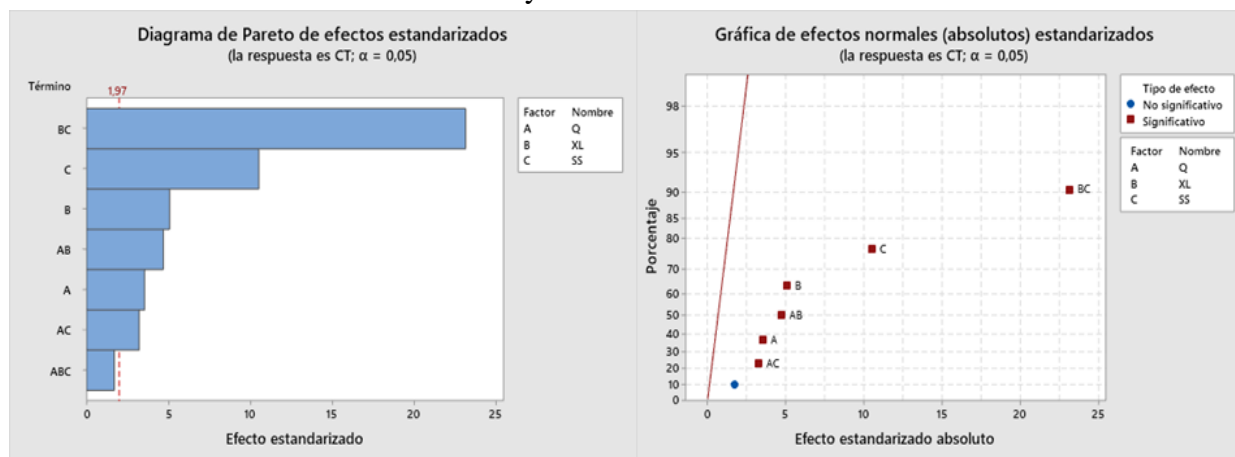 Diagrama de Pareto de efectos estandarizados
(la respuesta es CT; α = 0,05)
Término
1,97
BC
C
B
AB
A
AC
ABC
0 5 10 15 20 25
Efecto estandarizado
Factor Nombre
A Q
B XL
C SS
Gráfica de efectos normales (absolutos) estandarizados
(la respuesta es CT; α = 0,05)
Porcentaje
98
95
90
85
80
70
60
50
40
30
20
10
0
BC
C
B
AB
A
AC
0 5 10 15 20 25
Efecto estandarizado absoluto
Tipo de efecto
No significativo
Significativo
Factor Nombre
A Q
B XL
C SS